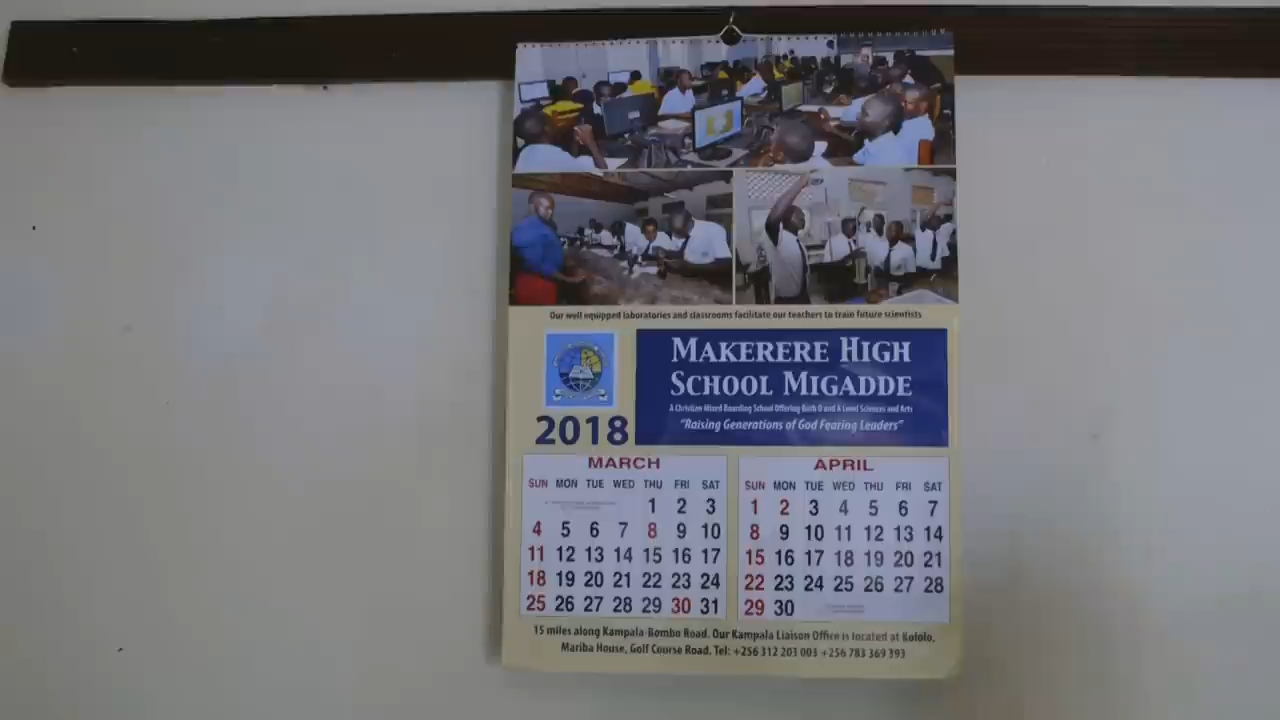 Our well equipped laboratories and classrooms facilitate our teachers to train future scientists
MAKERERE HIGH
SCHOOL MIGADDE
A Christian Mixed Boarding School Offering Both O and A Level Sciences and Arts
"Raising Generations of God Fearing Leaders"
2018
MARCH
SUN MON TUE WED THU FRI SAT
1 2 3
4 5 6 7 8 9 10
11 12 13 14 15 16 17
18 19 20 21 22 23 24
25 26 27 28 29 30 31
APRIL
SUN MON TUE WED THU FRI SAT
1 2 3 4 5 6 7
8 9 10 11 12 13 14
15 16 17 18 19 20 21
22 23 24 25 26 27 28
29 30
15 miles along Kampala-Bombo Road. Our Kampala Liaison Office is located at Kololo,
Mariba House, Golf Course Road. Tel: +256 312 203 003 +256 783 369 393